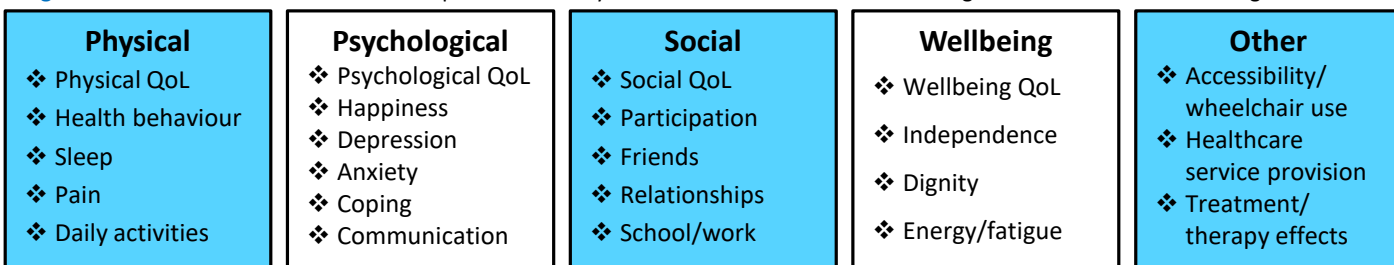 Physical
❖ Physical QoL
❖ Health behaviour
❖ Sleep
❖ Pain
❖ Daily activities
Psychological
❖ Psychological QoL
❖ Happiness
❖ Depression
❖ Anxiety
❖ Coping
❖ Communication
Social
❖ Social QoL
❖ Participation
❖ Friends
❖ Relationships
❖ School/work
Wellbeing
❖ Wellbeing QoL
❖ Independence
❖ Dignity
❖ Energy/fatigue
Other
❖ Accessibility/
wheelchair use
❖ Healthcare
service provision
❖ Treatment/
therapy effects